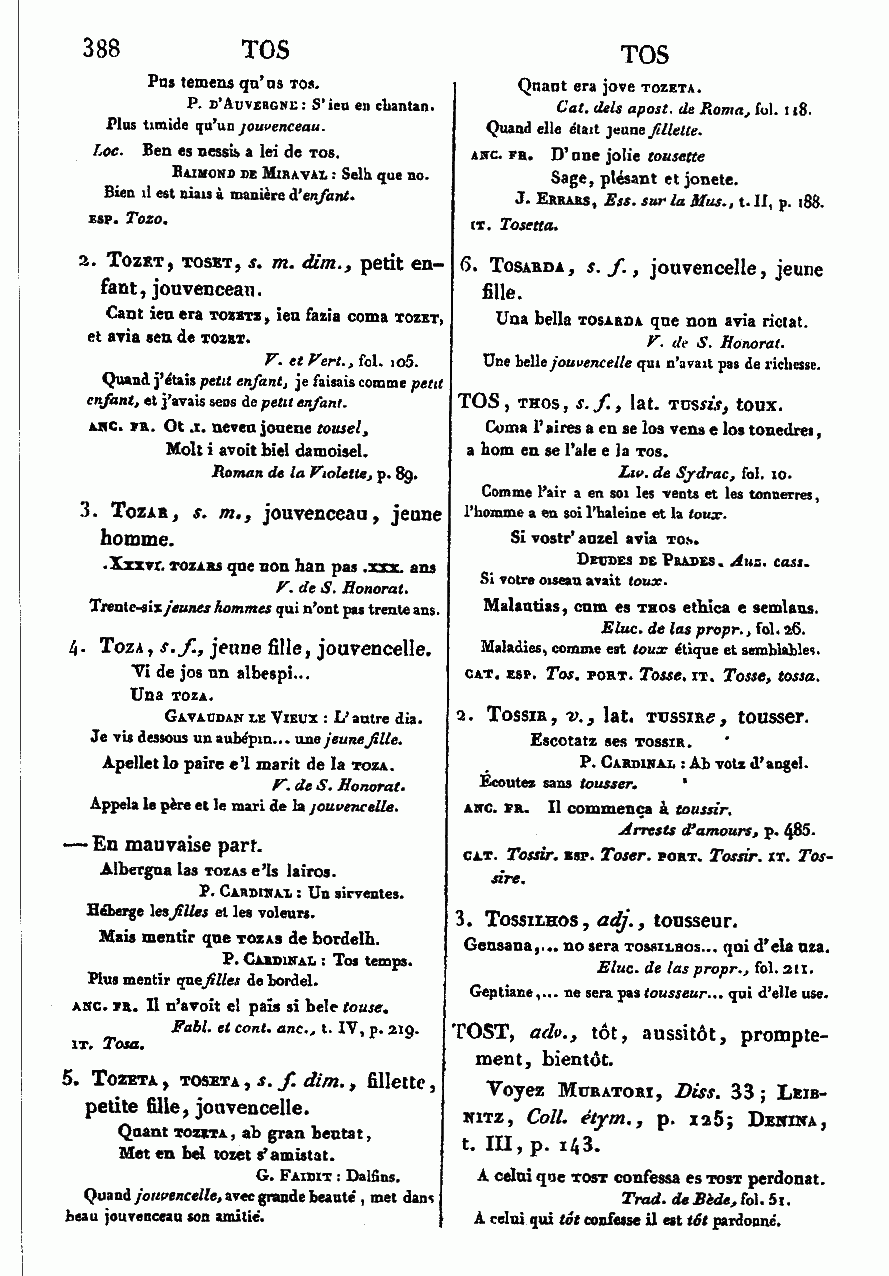 388 TOS
TOS
Pus temens qu'us TOS.
P. D'AUVERGNE : S'ieu en chantan.
Plus timide qu'un jouvenceau.
Loc. Ben es nessis a lei de TOS.
RAIMOND DE MIRAVAL : Selh que no.
Bien il est niais à manière d'enfant.
ESP. Tozo.
2. TOZET, TOSET, s. m. dim., petit en-
fant, jouvenceau.
Cant ieu era TOZETZ, ieu fazia coma TOZET,
et avia sen de TOZET.
V. et Vert., fol. 105.
Quand j'étais petit enfant, je faisais comme petit
enfant, et j'avais sens de petit enfant.
ANC. FR. Ot .I. neveu jouene tousel,
Molt i avoit biel damoisel.
Roman de la Violette, p. 89.
3. TOZAR, s. m., jouvenceau, jeune
homme.
.XXXVI. TOZARS que non han pas .XXX. ans
V. de S. Honorat.
Trente-six jeunes hommes qui n'ont pas trente ans.
4. TOZA, s. f., jeune fille, jouvencelle.
Vi de jos un albespi...
Una TOZA.
GAVAUDAN LE VIEUX : L'autre dia.
Je vis dessous un aubépin... une jeune fille.
Apellet lo paire e'l marit de la TOZA.
V. de S. Honorat.
Appela le père et le mari de la jouvencelle.
— En mauvaise part.
Albergua las TOZAS e'ls lairos.
P. CARDINAL : Un sirventes.
Héberge les filles et les voleurs.
Mais mentir que TOZAS de bordelh.
P. CARDINAL : Tos temps.
Plus mentir que filles de bordel.
ANC. FR. Il n'avoit el païs si bele touse.
Fabl. et cont. anc., t. IV, p. 219.
IT. Tosa.
5. TOZETA, TOSETA, s. f. dim., fillette,
petite fille, jouvencelle.
Quant TOZETA, ab gran beutat,
Met en bel tozet s'amistat.
G. FAIDIT : Dalfins.
Quand jouvencelle, avec grande beauté, met dans
beau jouvenceau son amitié.
Quant era jove TOZETA.
Cat. dels apost. de Roma, fol. 118.
Quand elle était jeune fillette.
ANC. FR. D'une jolie tousette
Sage, plésant et jonete.
J. ERRARS, Ess. sur la Mus., t. II, p. 188.
IT. Tosetta.
6. TOSARDA, s. f., jouvencelle, jeune
fille.
Una bella TOSARDA que non avia rictat.
V. de S. Honorat.
Une belle jouvencelle qui n'avait pas de richesse.
TOS, THOS, s. f., lat. TUSsis, toux.
Coma l'aires a en se los vens e los tonedres,
a hom en se l'ale e la TOS.
Liv. de Sydrac, fol. 10.
Comme l'air a en soi les vents et les tonnerres,
l'homme a en soi l'haleine et la toux.
Si vostr' auzel avia TOS.
DEUDES DE PRADES. Auz. cass.
Si votre oiseau avait toux.
Malautias, cum es THOS ethica e semlans.
Eluc. de las propr., fol. 26.
Maladies, comme est toux étique et semblables.
CAT. ESP. Tos. PORT. Tosse. IT. Tosse, tossa.
2. TOSSIR, v., lat. TUSSIRe, tousser.
Escotatz ses TOSSIR.
P. CARDINAL : Ab votz d'angel.
Écoutez sans tousser.
ANC. FR. Il commença à toussir.
Arrests d'amours, p. 485.
CAT. Tossir. ESP. Toser. PORT. Tossir. IT. Tos-
sire.
3. TOSSILHOS, adj., tousseur.
Gensana,... no sera TOSSILHOS... qui d'ela uza.
Eluc. de las propr., fol. 211.
Geptiane,... ne sera pas tousseur... qui d'elle use.
TOST, adv., tôt, aussitôt, prompte-
ment, bientôt.
Voyez MURATORI, Diss. 33 ; LEIB-
NITZ, Coll. étym., p. 125; DENINA,
t. III, p. 143.
A celui que TOST confessa es TOST perdonat.
Trad. de Bède, fol. 51.
A celui qui tôt confesse il est tôt pardonné.